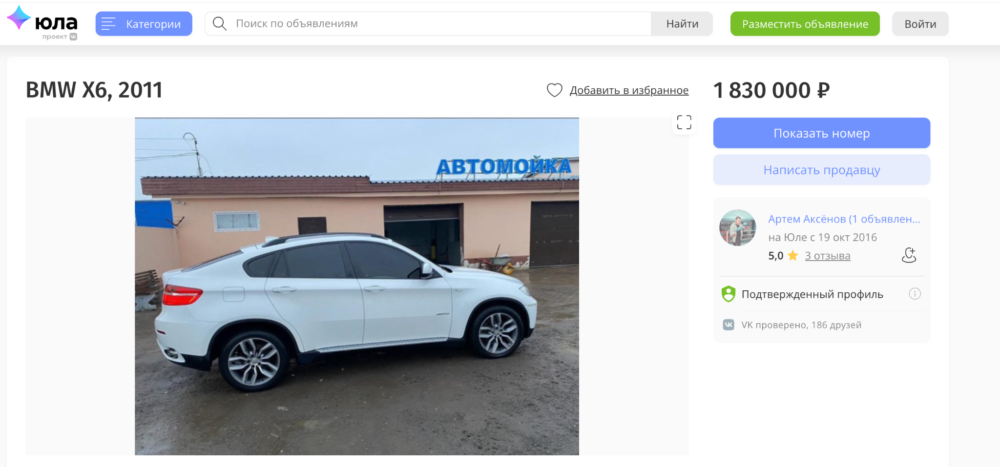 юла
проект
Категории
Поиск по объявлениям
Найти
Разместить объявление
Войти
BMW X6, 2011
Добавить в избранное
1 830 000 ₽
АВТОМОЙКА
Показать номер
Написать продавцу
Артем Аксёнов (1 объявлен...
на Юле с 19 окт 2016
5,0 3 отзыва
Подтвержденный профиль
VK проверено, 186 друзей